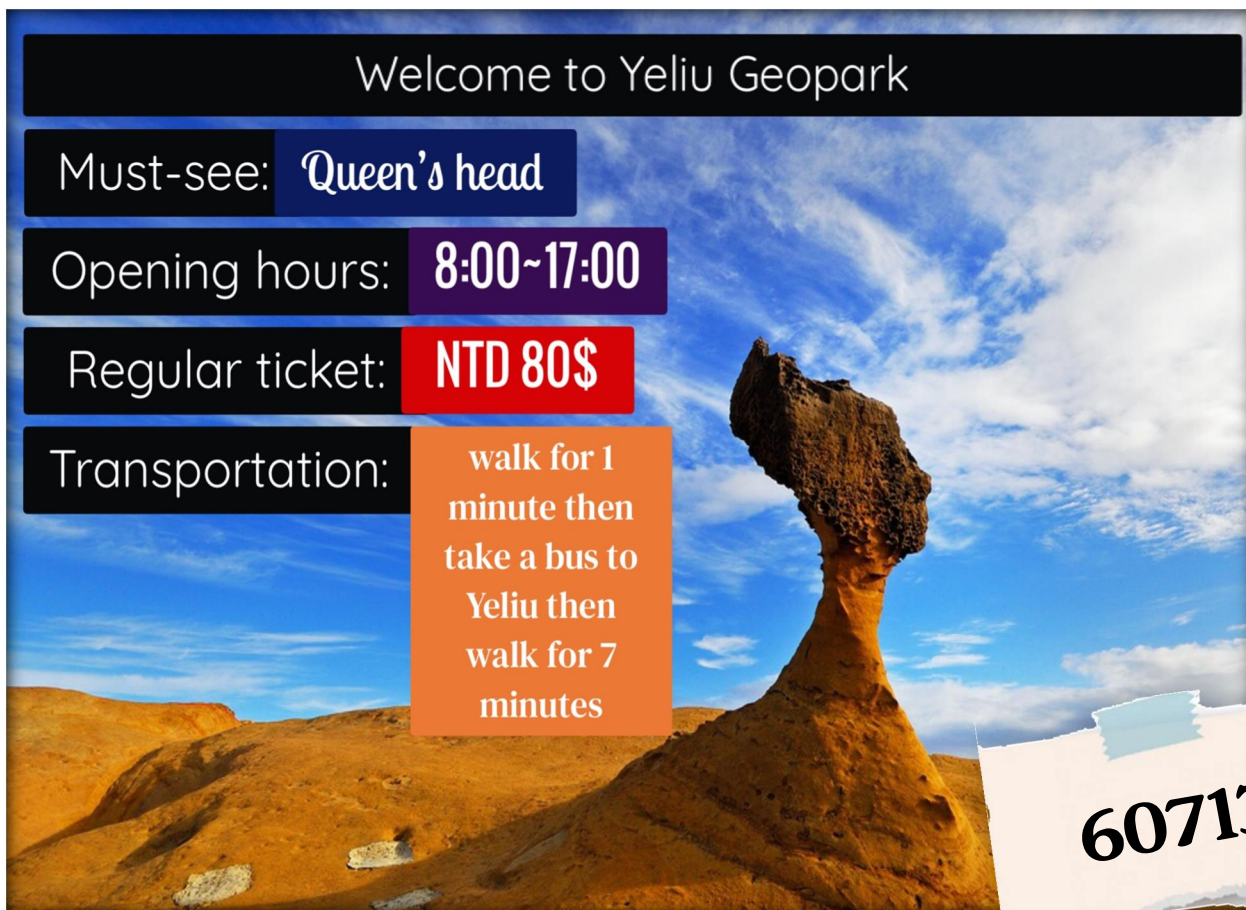 Welcome to Yeliu Geopark
Must-see: Queen's head
Opening hours: 8:00~17:00
Regular ticket: NTD 80$
Transportation: walk for 1
minute then
take a bus to
Yeliu then
walk for 7
minutes
6071